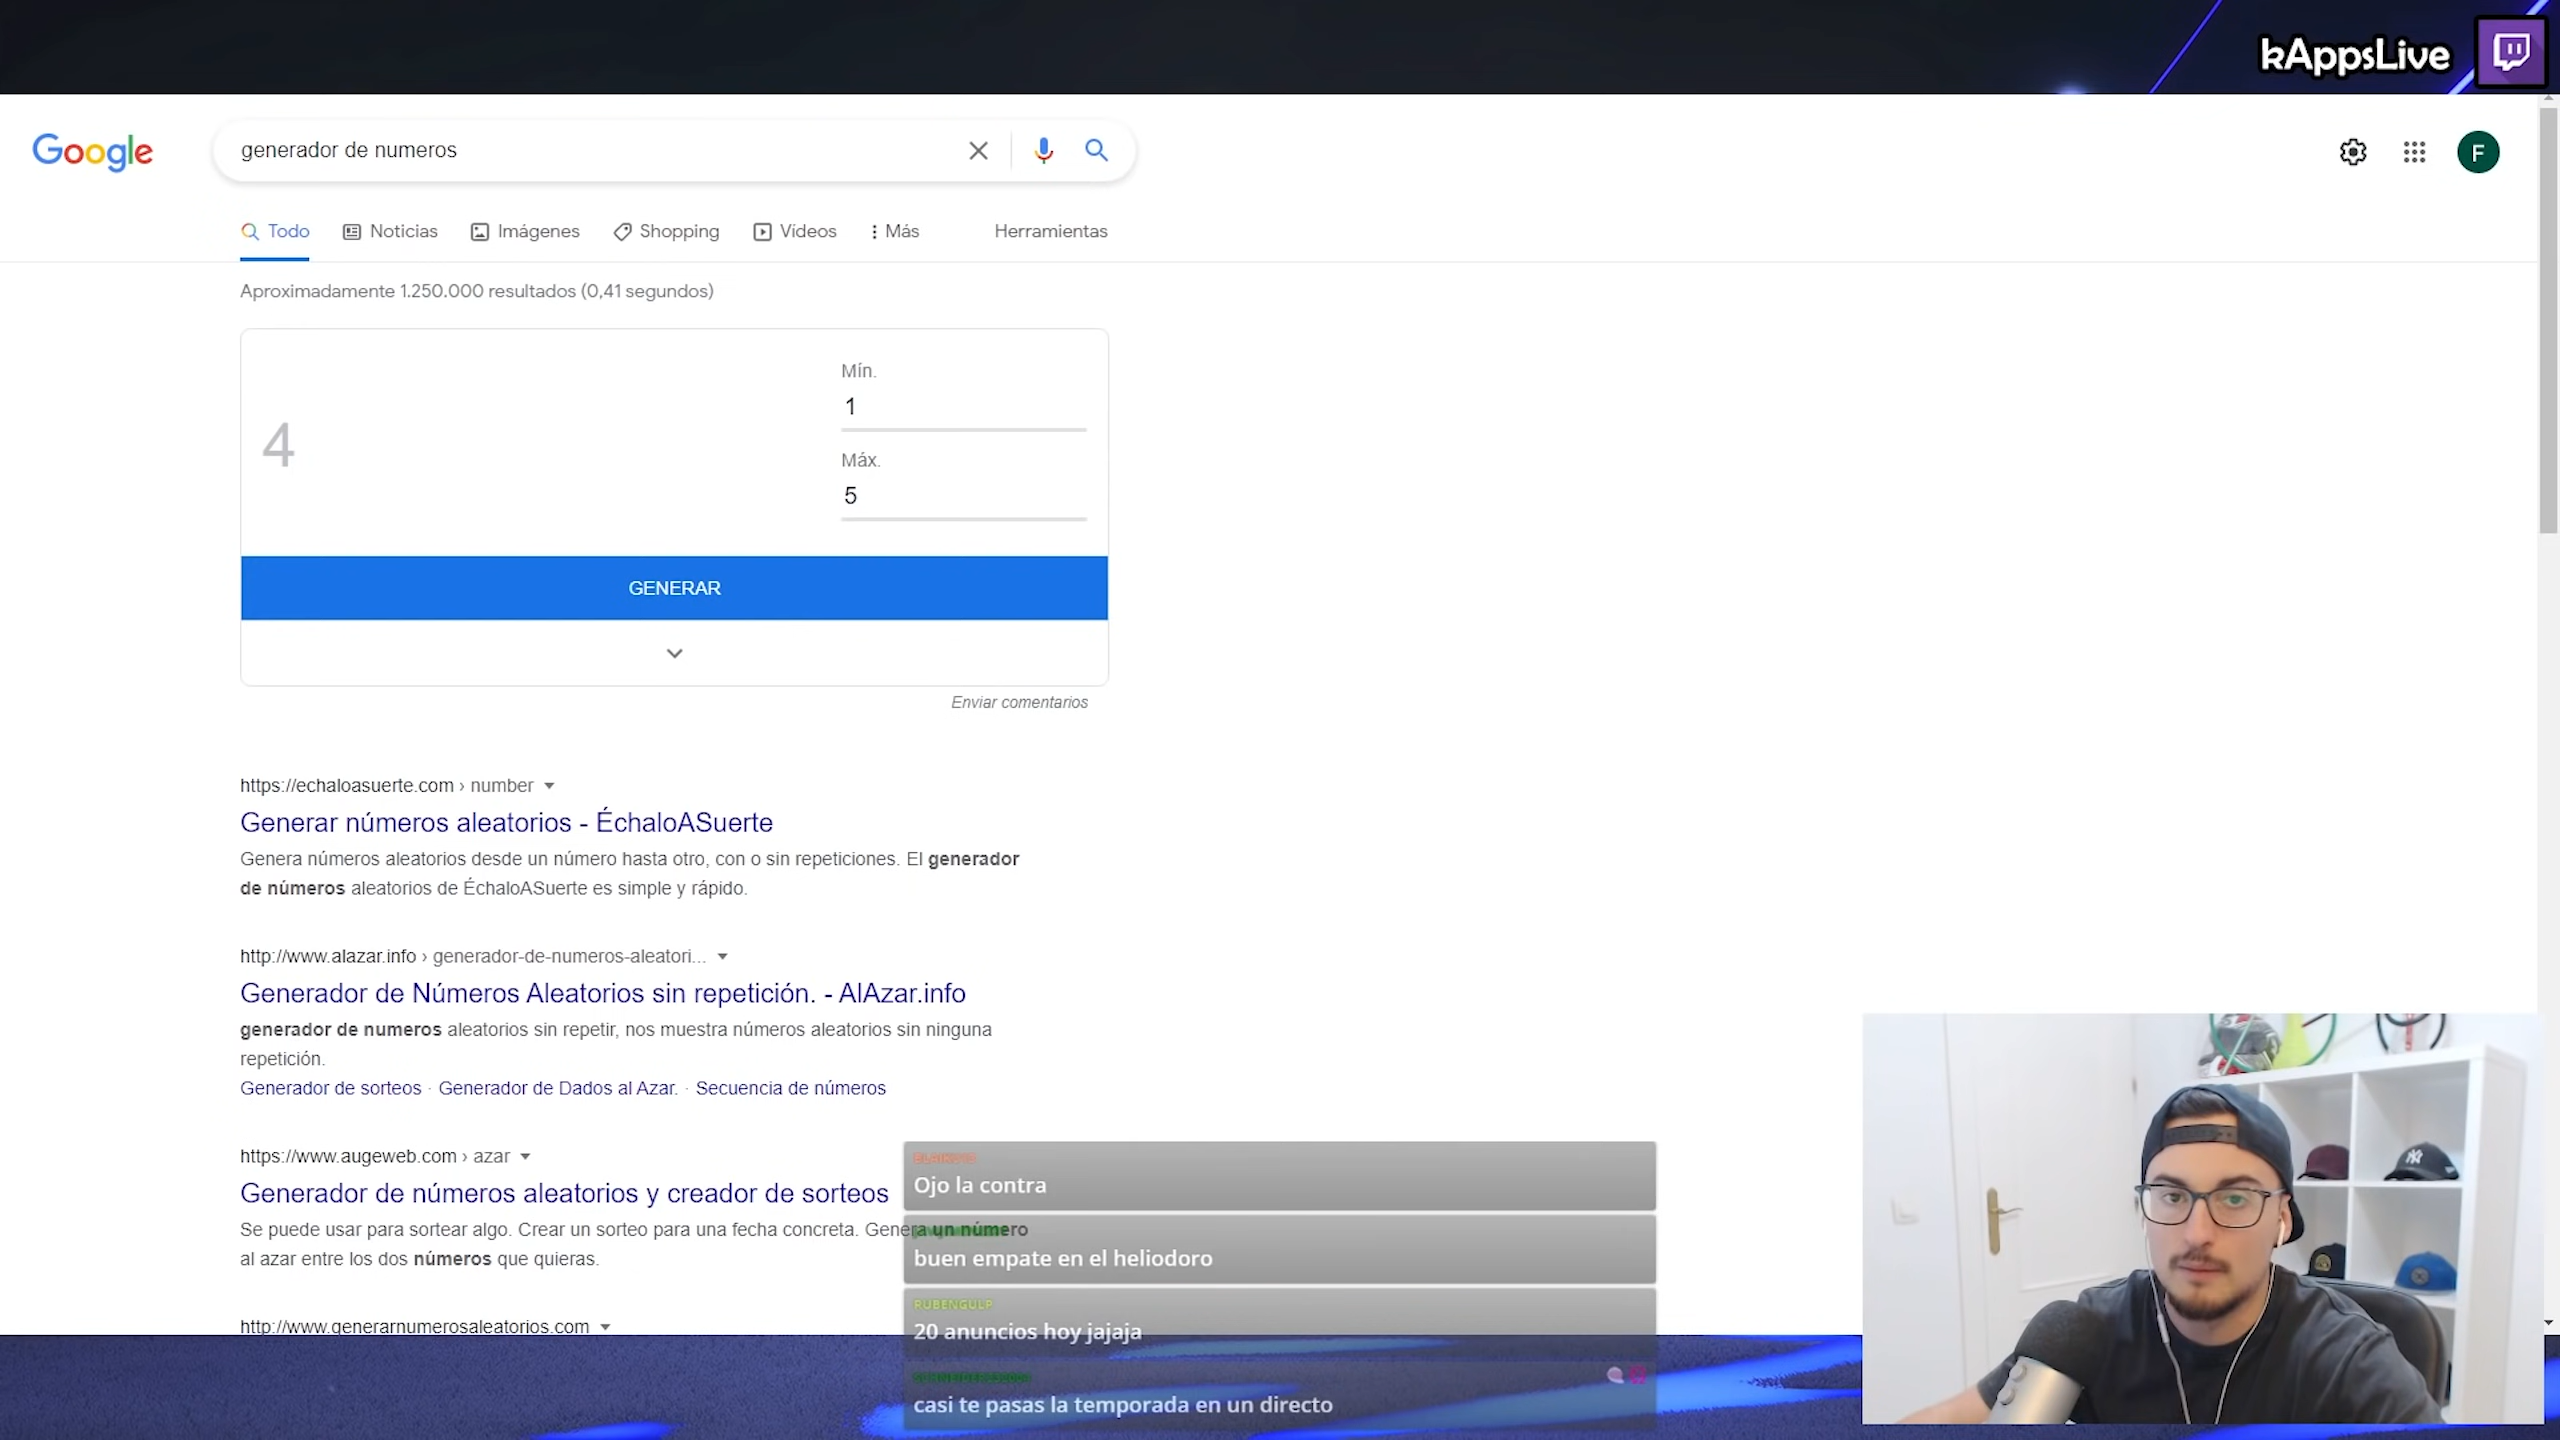 kAppsLive
Google
generador de numeros
F
Todo
Noticias
Imágenes
Shopping
Vídeos
Más
Herramientas
Aproximadamente 1.250.000 resultados (0,41 segundos)
4
Mín.
1
Máx.
5
GENERAR
Enviar comentarios
https://echaloasuerte.com › number
Generar números aleatorios - ÉchaloASuerte
Genera números aleatorios desde un número hasta otro, con o sin repeticiones. El generador
de números aleatorios de ÉchaloASuerte es simple y rápido.
http://www.alazar.info › generador-de-numeros-aleatori...
Generador de Números Aleatorios sin repetición. - AlAzar.info
generador de numeros aleatorios sin repetir, nos muestra números aleatorios sin ninguna
repetición.
Generador de sorteos · Generador de Dados al Azar. · Secuencia de números
https://www.augeweb.com › azar
Generador de números aleatorios y creador de sorteos
Se puede usar para sortear algo. Crear un sorteo para una fecha concreta. Genera un número
al azar entre los dos números que quieras.
http://www.generarnumerosaleatorios.com
Ojo la contra
buen empate en el heliodoro
RUBENGULP
20 anuncios hoy jajaja
casi te pasas la temporada en un directo